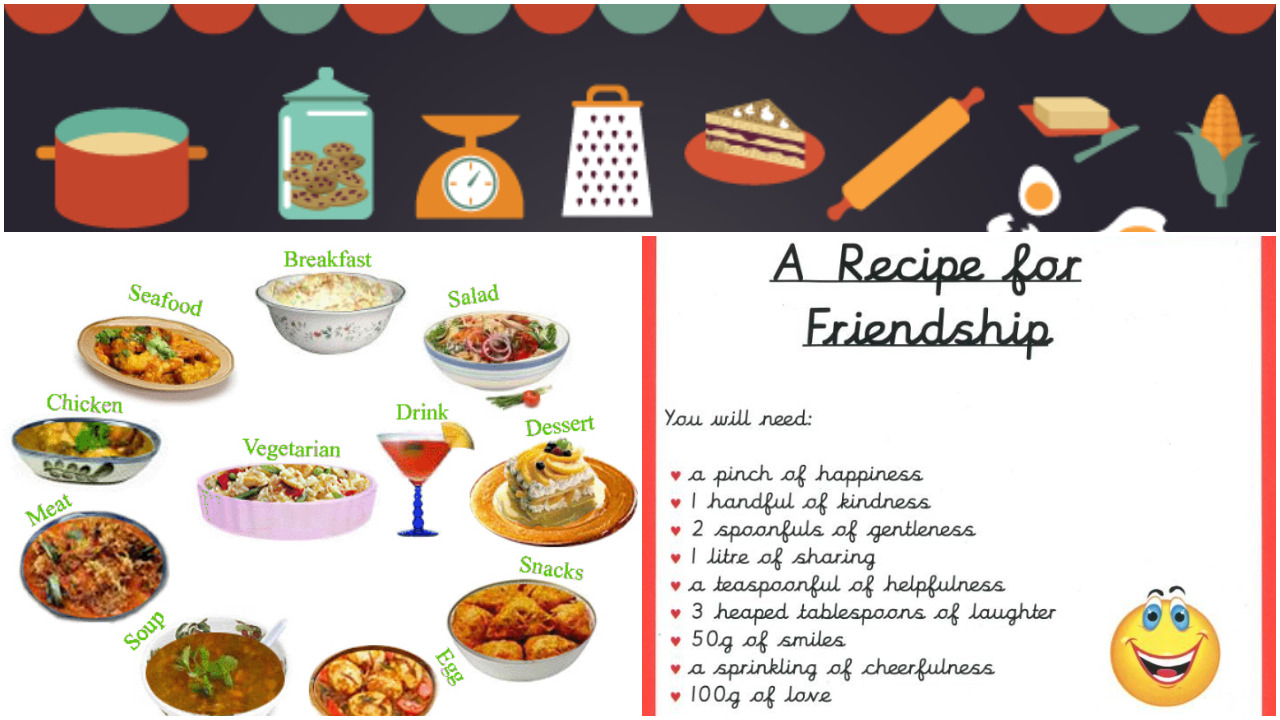 Breakfast
Seafood
Salad
Chicken
Drink
Dessert
Vegetarian
Meat
Snacks
Soup
Egg
A Recipe for
Friendship
You will need:
♥ a pinch of happiness
♥ 1 handful of kindness
♥ 2 spoonfuls of gentleness
♥ 1 litre of sharing
♥ a teaspoonful of helpfulness
♥ 3 heaped tablespoons of laughter
♥ 50g of smiles
♥ a sprinkling of cheerfulness
♥ 100g of love